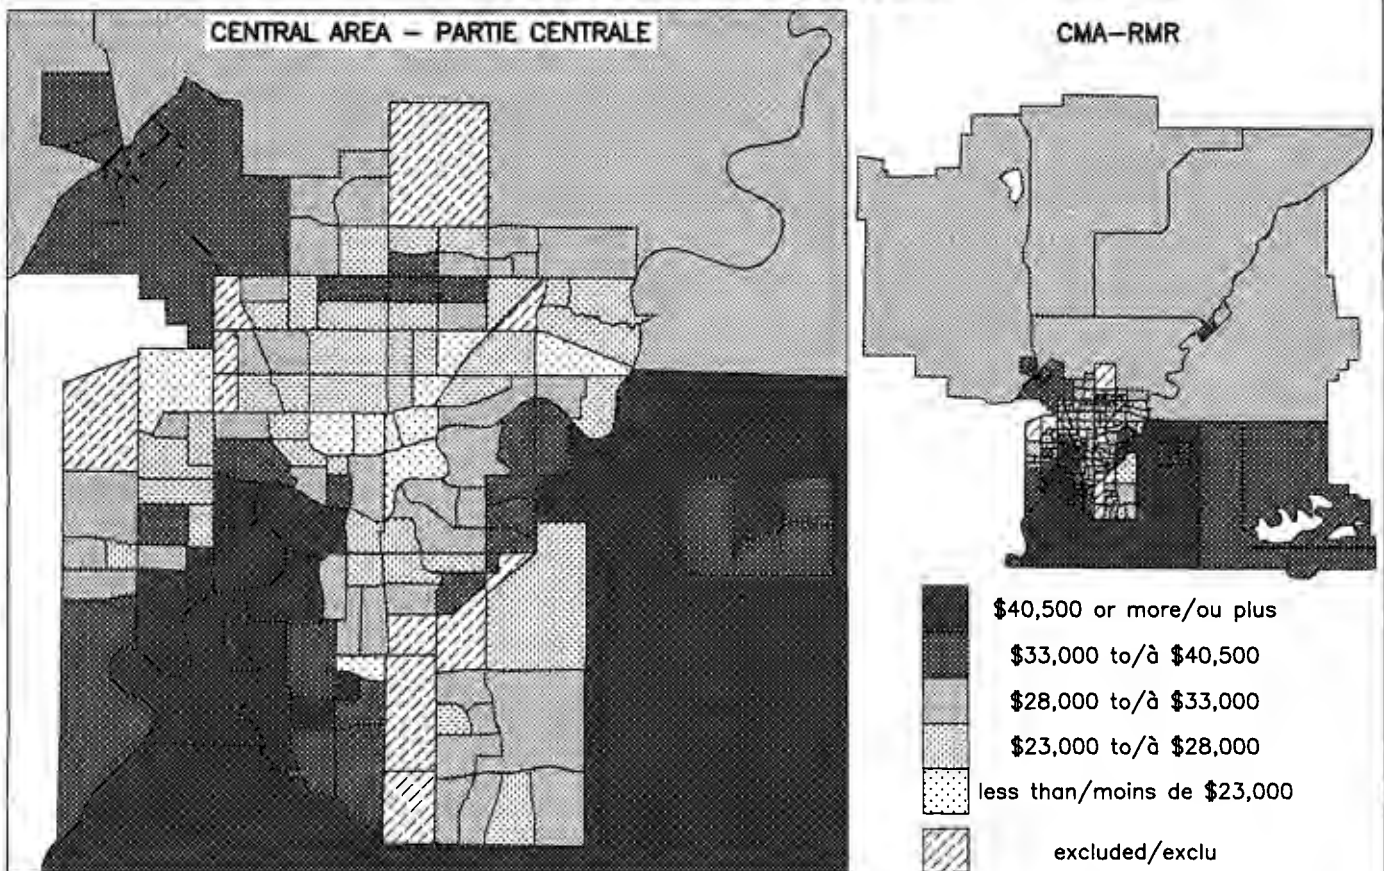 CENTRAL AREA – PARTIE CENTRALE
CMA–RMR
$40,500 or more/ou plus
$33,000 to/à $40,500
$28,000 to/à $33,000
$23,000 to/à $28,000
less than/moins de $23,000
excluded/exclu